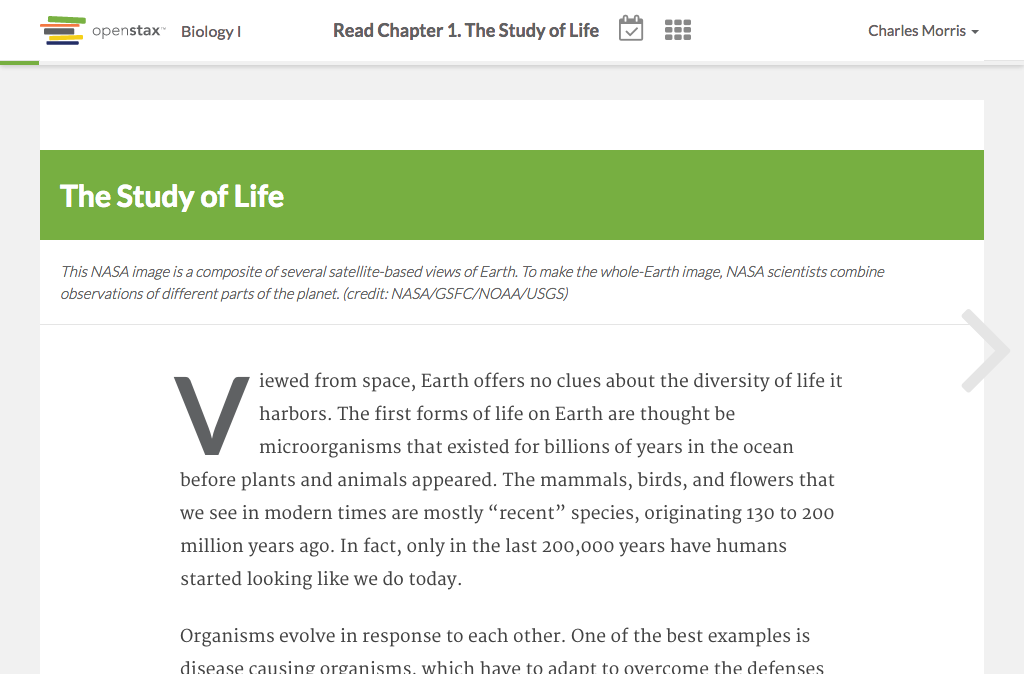 openstax™ Biology I Read Chapter 1. The Study of Life Charles Morris
The Study of Life
This NASA image is a composite of several satellite-based views of Earth. To make the whole-Earth image, NASA scientists combine
observations of different parts of the planet. (credit: NASA/GSFC/NOAA/USGS)
Viewed from space, Earth offers no clues about the diversity of life it
harbors. The first forms of life on Earth are thought be
microorganisms that existed for billions of years in the ocean
before plants and animals appeared. The mammals, birds, and flowers that
we see in modern times are mostly “recent” species, originating 130 to 200
million years ago. In fact, only in the last 200,000 years have humans
started looking like we do today.
Organisms evolve in response to each other. One of the best examples is
disease causing organisms, which have to adapt to overcome the defenses